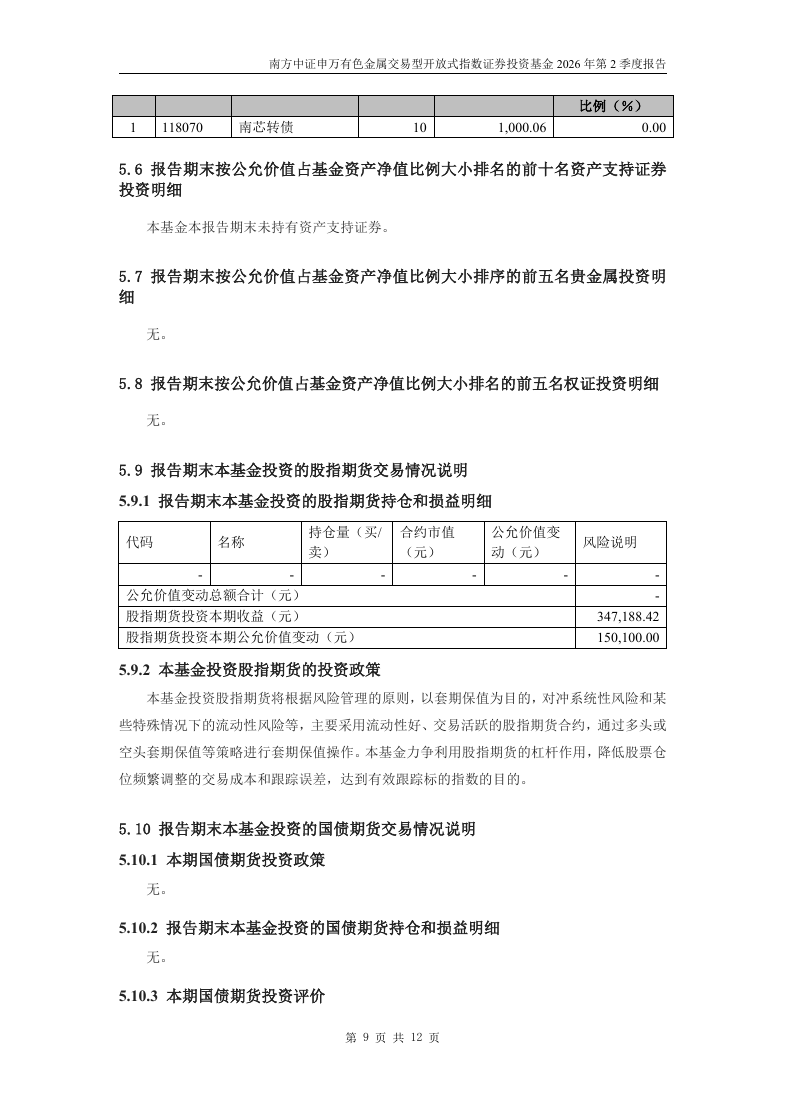 南方中证申万有色金属交易型开放式指数证券投资基金 2026 年第 2 季度报告
比例（%）
1 118070 南芯转债 10 1,000.06 0.00
5.6 报告期末按公允价值占基金资产净值比例大小排名的前十名资产支持证券
投资明细
本基金本报告期末未持有资产支持证券。
5.7 报告期末按公允价值占基金资产净值比例大小排序的前五名贵金属投资明
细
无。
5.8 报告期末按公允价值占基金资产净值比例大小排名的前五名权证投资明细
无。
5.9 报告期末本基金投资的股指期货交易情况说明
5.9.1 报告期末本基金投资的股指期货持仓和损益明细
代码 名称 持仓量（买/ 合约市值 公允价值变 风险说明
卖） （元） 动（元）
- - - - - -
公允价值变动总额合计（元） -
股指期货投资本期收益（元） 347,188.42
股指期货投资本期公允价值变动（元） 150,100.00
5.9.2 本基金投资股指期货的投资政策
本基金投资股指期货将根据风险管理的原则，以套期保值为目的，对冲系统性风险和某
些特殊情况下的流动性风险等，主要采用流动性好、交易活跃的股指期货合约，通过多头或
空头套期保值等策略进行套期保值操作。本基金力争利用股指期货的杠杆作用，降低股票仓
位频繁调整的交易成本和跟踪误差，达到有效跟踪标的指数的目的。
5.10 报告期末本基金投资的国债期货交易情况说明
5.10.1 本期国债期货投资政策
无。
5.10.2 报告期末本基金投资的国债期货持仓和损益明细
无。
5.10.3 本期国债期货投资评价
第 9 页 共 12 页